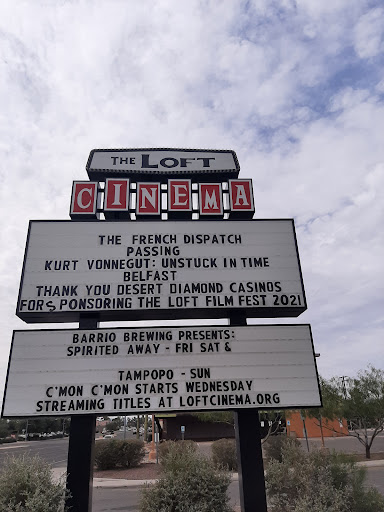 THE LOFT
CINEMA
THE FRENCH DISPATCH
PASSING
KURT VONNEGUT: UNSTUCK IN TIME
BELFAST
THANK YOU DESERT DIAMOND CASINOS
FORSPONSORING THE LOFT FILM FEST 2021
BARRIO BREWING PRESENTS:
SPIRITED AWAY - FRI SAT &
TAMPOPO - SUN
C'MON C'MON STARTS WEDNESDAY
STREAMING TITLES AT LOFTCINEMA.ORG